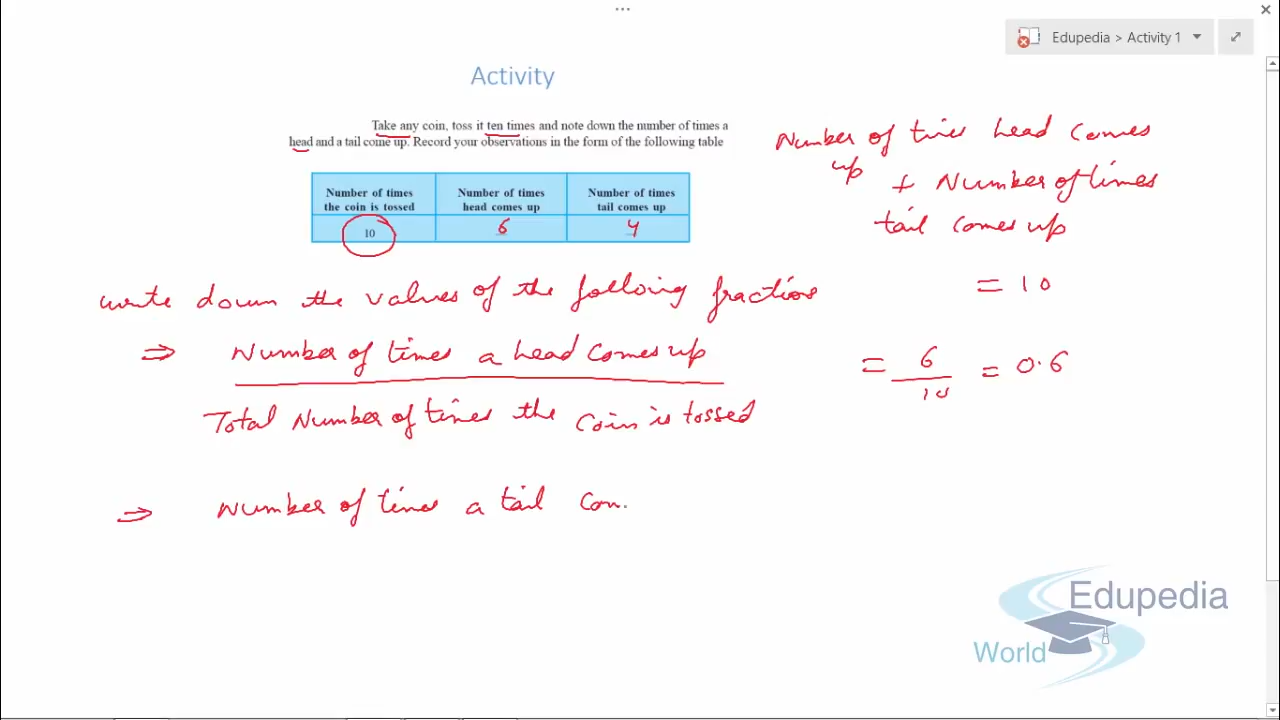 ...
Edupedia > Activity 1
Activity
Take any coin, toss it ten times and note down the number of times a
head and a tail come up. Record your observations in the form of the following table
Number of times
the coin is tossed
Number of times
head comes up
Number of times
tail comes up
10
6
4
Number of times head comes
up
+ Number of times
tail comes up
= 10
write down the values of the following fractions
⇒ Number of times a head comes up
Total Number of times the coin is tossed
= 6/10 = 0.6
⇒ Number of times a tail com
Edupedia
World